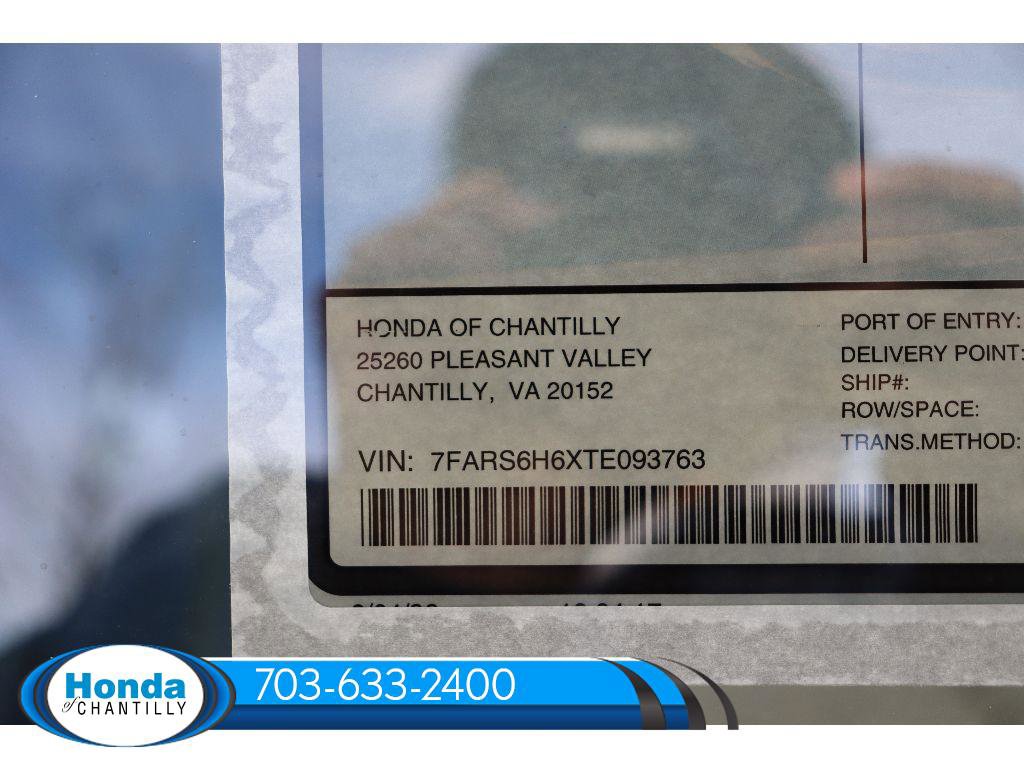 HONDA OF CHANTILLY
25260 PLEASANT VALLEY
CHANTILLY, VA 20152
PORT OF ENTRY:
DELIVERY POINT:
SHIP#:
ROW/SPACE:
TRANS.METHOD:
VIN: 7FARS6H6XTE093763
Honda
of CHANTILLY
703-633-2400